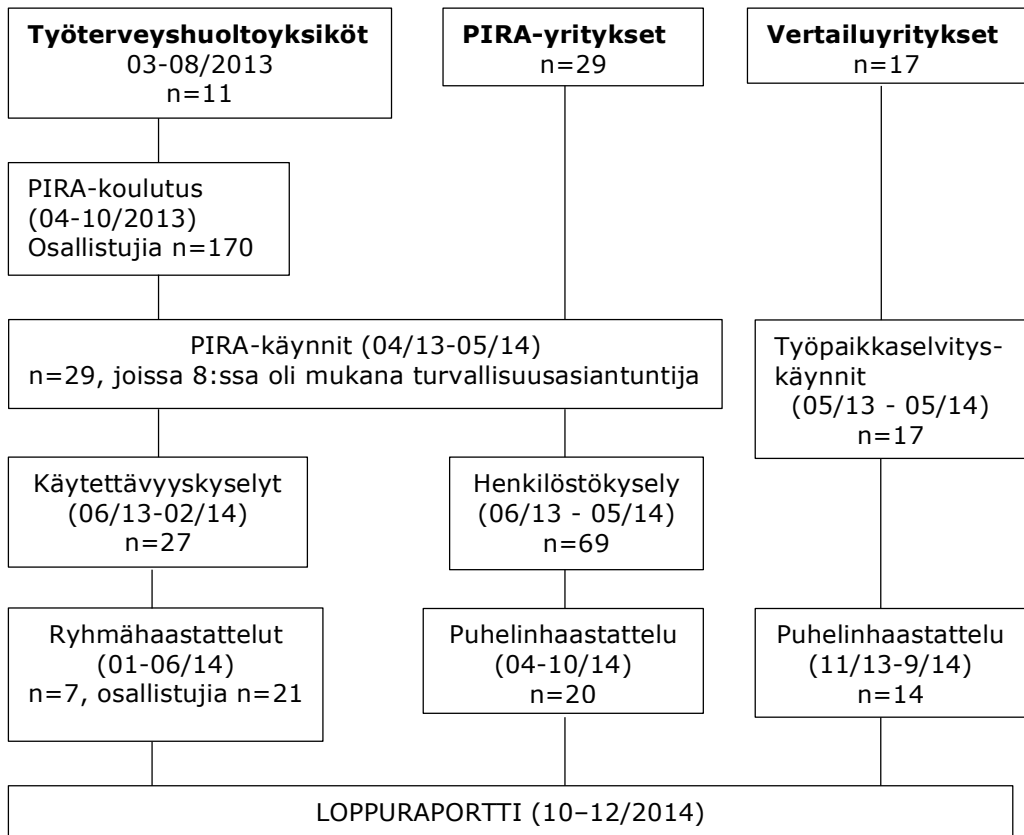 Työterveyshuoltoyksiköt
03-08/2013
n=11
PIRA-yritykset
n=29
Vertailuyritykset
n=17
PIRA-koulutus
(04-10/2013)
Osallistujia n=170
PIRA-käynnit (04/13-05/14)
n=29, joissa 8:ssa oli mukana turvallisuusasiantuntija
Työpaikkaselvitys-
käynnit
(05/13 - 05/14)
n=17
Käytettävyyskyselyt
(06/13-02/14)
n=27
Henkilöstökysely
(06/13 - 05/14)
n=69
Ryhmähaastattelut
(01-06/14)
n=7, osallistujia n=21
Puhelinhaastattelu
(04-10/14)
n=20
Puhelinhaastattelu
(11/13-9/14)
n=14
LOPPURAPORTTI (10–12/2014)